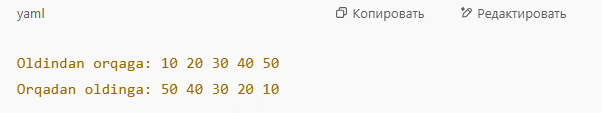 yaml
Копировать
Редактировать
Oldindan orqaga: 10 20 30 40 50
Orqadan oldinga: 50 40 30 20 10